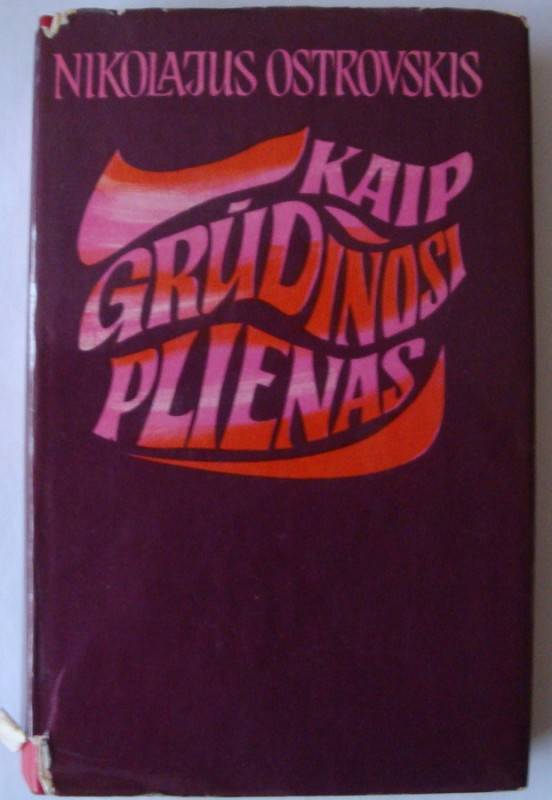 NIKOLAJUS OSTROVSKIS
KAIP
GRŪDINOSI
PLIENAS